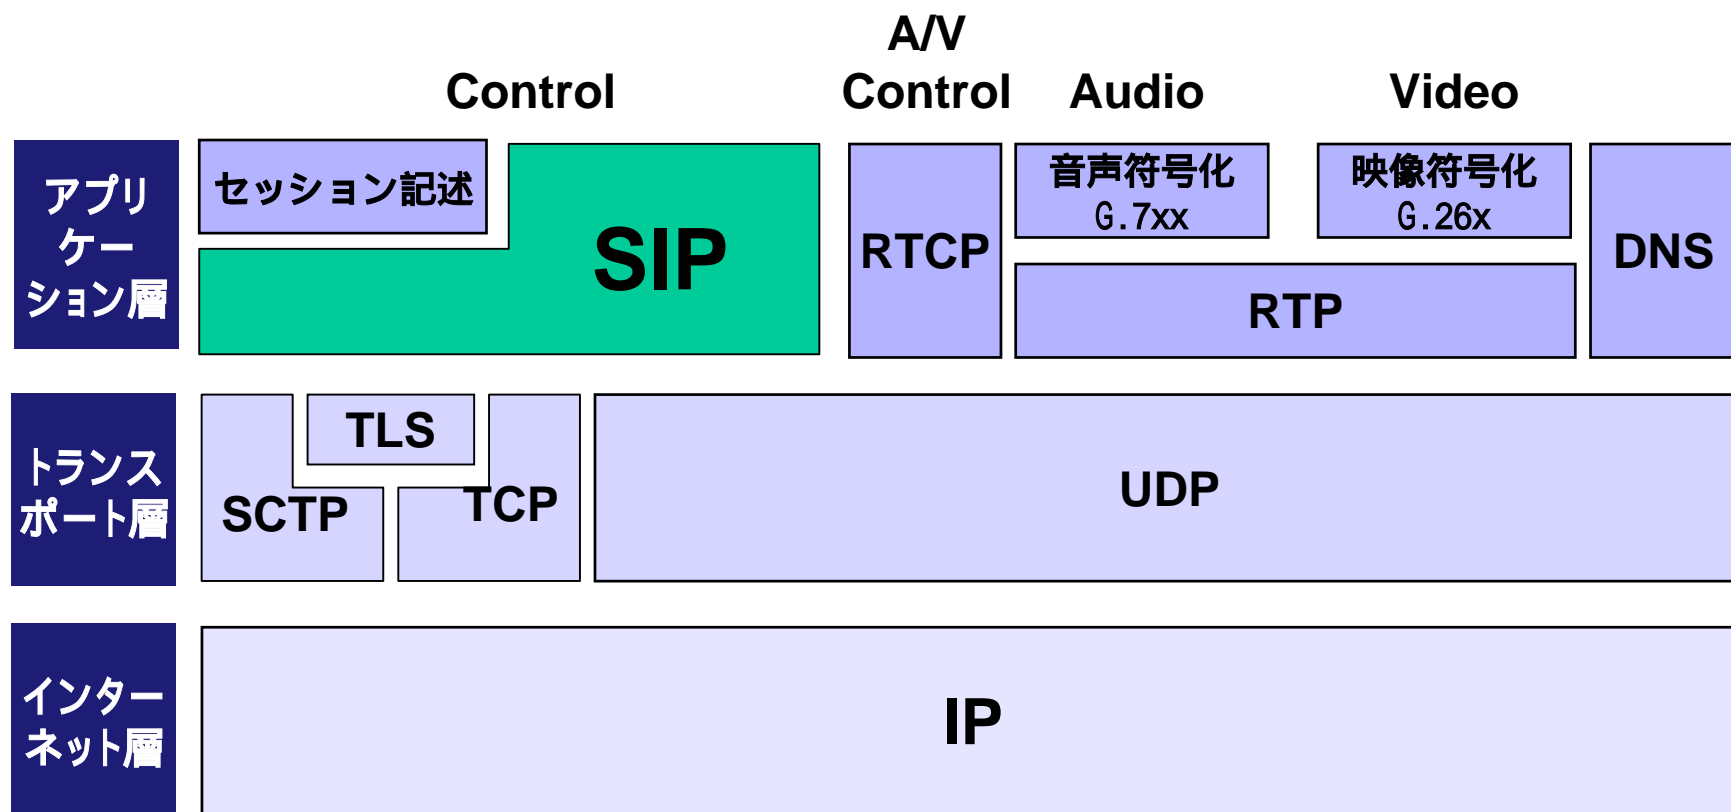 A/V
Control
Control
Audio
Video
アプリ
ケー
ション層
セッション記述
SIP
RTCP
音声符号化
G.7xx
映像符号化
G.26x
RTP
DNS
トランス
ポート層
TLS
SCTP
TCP
UDP
インター
ネット層
IP